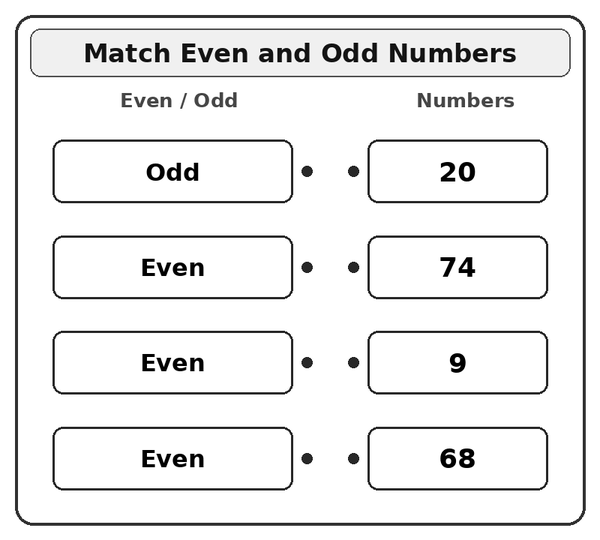 Match Even and Odd Numbers
Even / Odd Numbers
Odd 20
Even 74
Even 9
Even 68